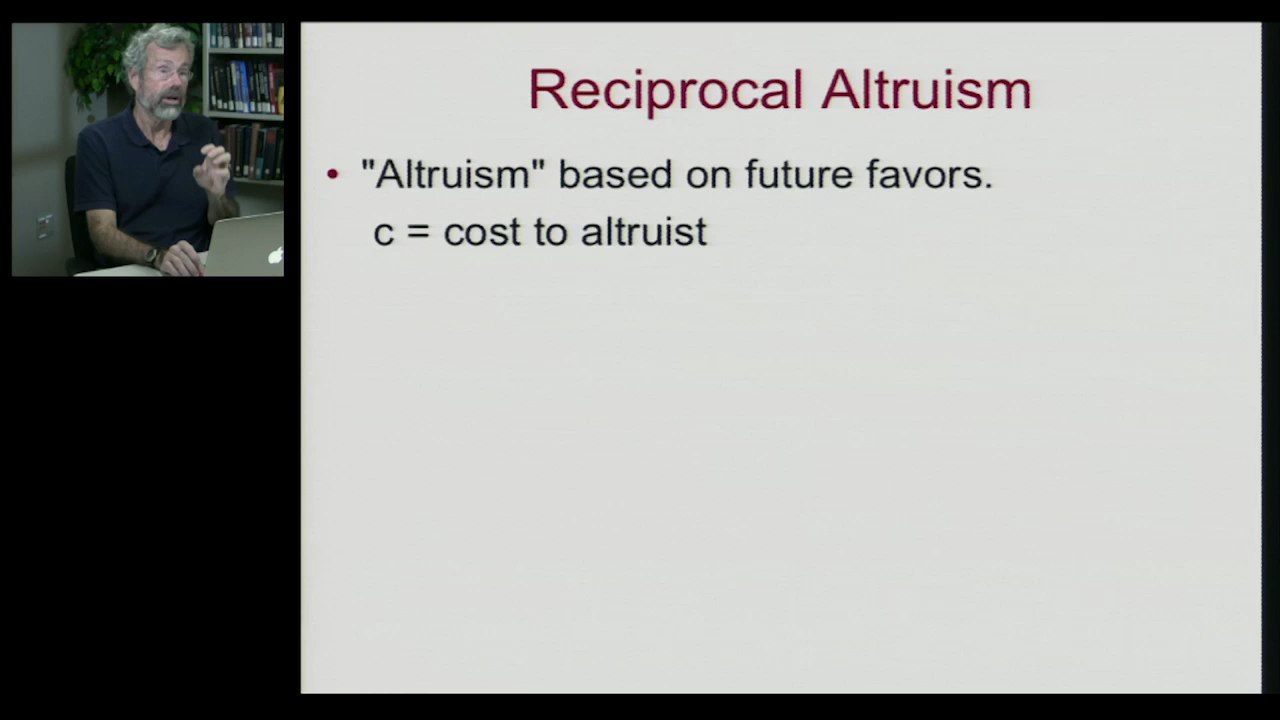 Reciprocal Altruism
• "Altruism" based on future favors.
c = cost to altruist